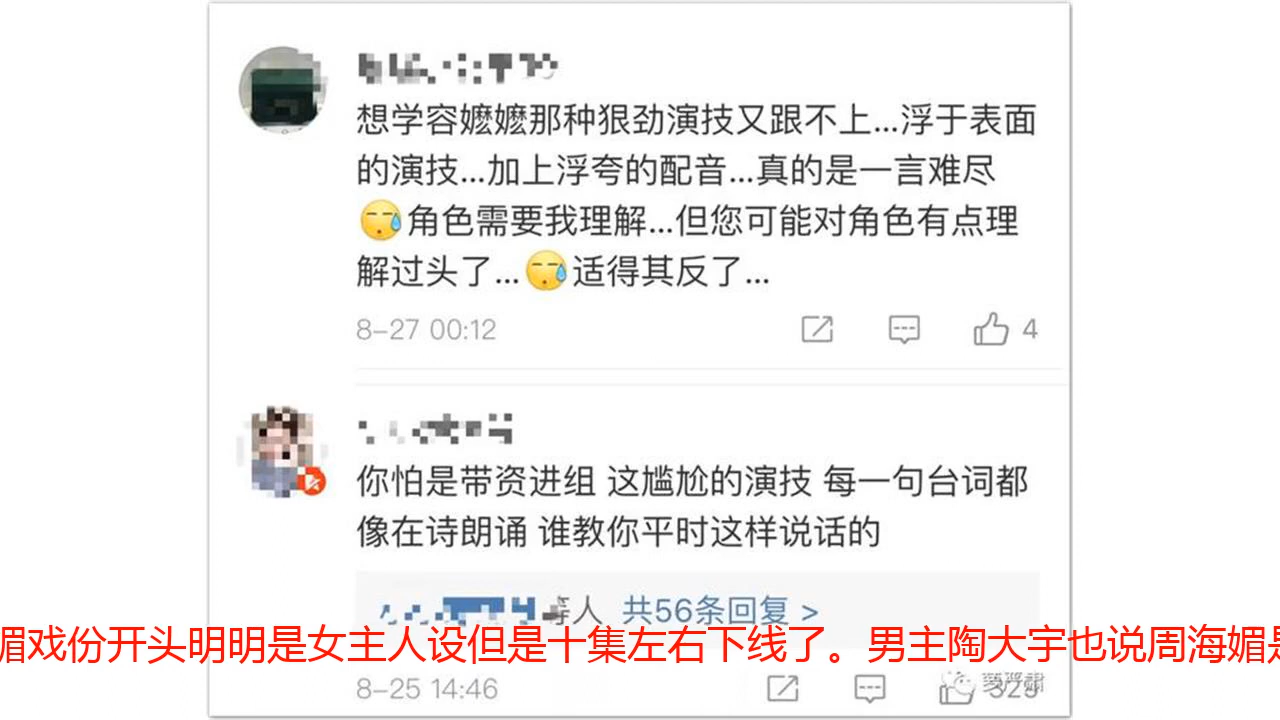 想学容嬷嬷那种狠劲演技又跟不上...浮于表面
的演技...加上浮夸的配音...真的是一言难尽
角色需要我理解...但您可能对角色有点理
解过头了...适得其反了...
8-27 00:12
4
你怕是带资进组 这尴尬的演技 每一句台词都
像在诗朗诵 谁教你平时这样说话的
等人 共56条回复 >
媚戏份开头明明是女主人设但是十集左右下线了。男主陶大宇也说周海媚是
8-25 14:46
329